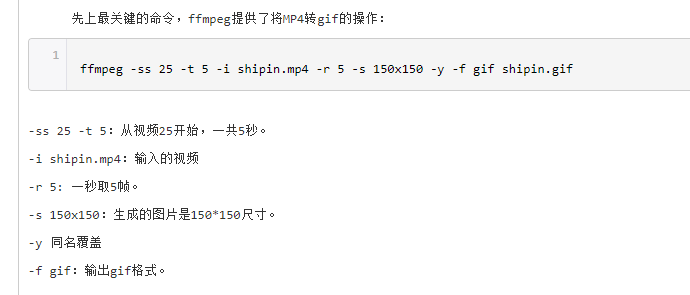 先上最关键的命令，ffmpeg提供了将MP4转gif的操作：
1
ffmpeg -ss 25 -t 5 -i shipin.mp4 -r 5 -s 150x150 -y -f gif shipin.gif
-ss 25 -t 5：从视频25开始，一共5秒。
-i shipin.mp4：输入的视频
-r 5: 一秒取5帧。
-s 150x150：生成的图片是150*150尺寸。
-y 同名覆盖
-f gif：输出gif格式。